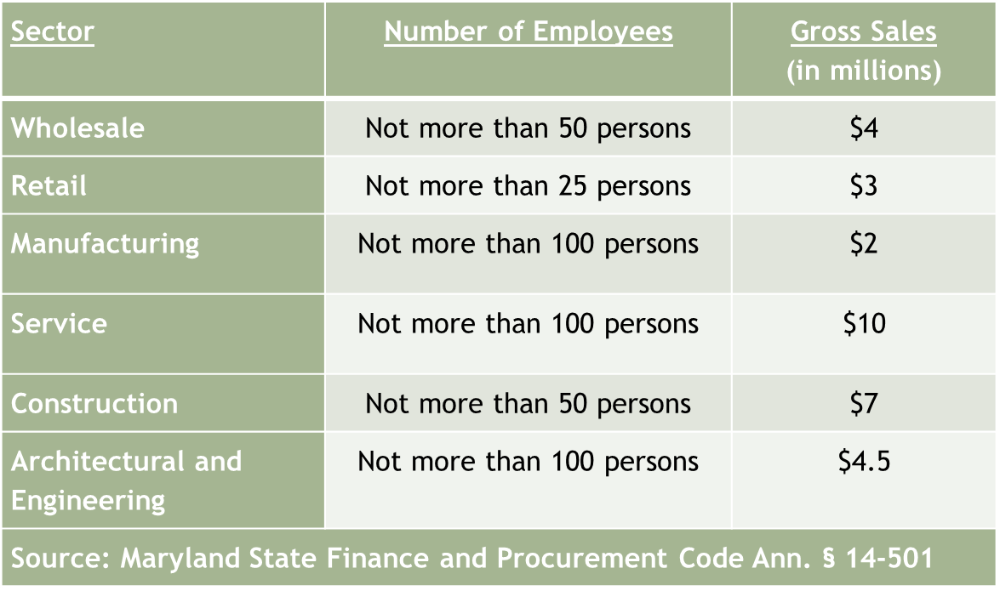 Sector Number of Employees Gross Sales
(in millions)
Wholesale Not more than 50 persons $4
Retail Not more than 25 persons $3
Manufacturing Not more than 100 persons $2
Service Not more than 100 persons $10
Construction Not more than 50 persons $7
Architectural and Not more than 100 persons $4.5
Engineering
Source: Maryland State Finance and Procurement Code Ann. § 14-501